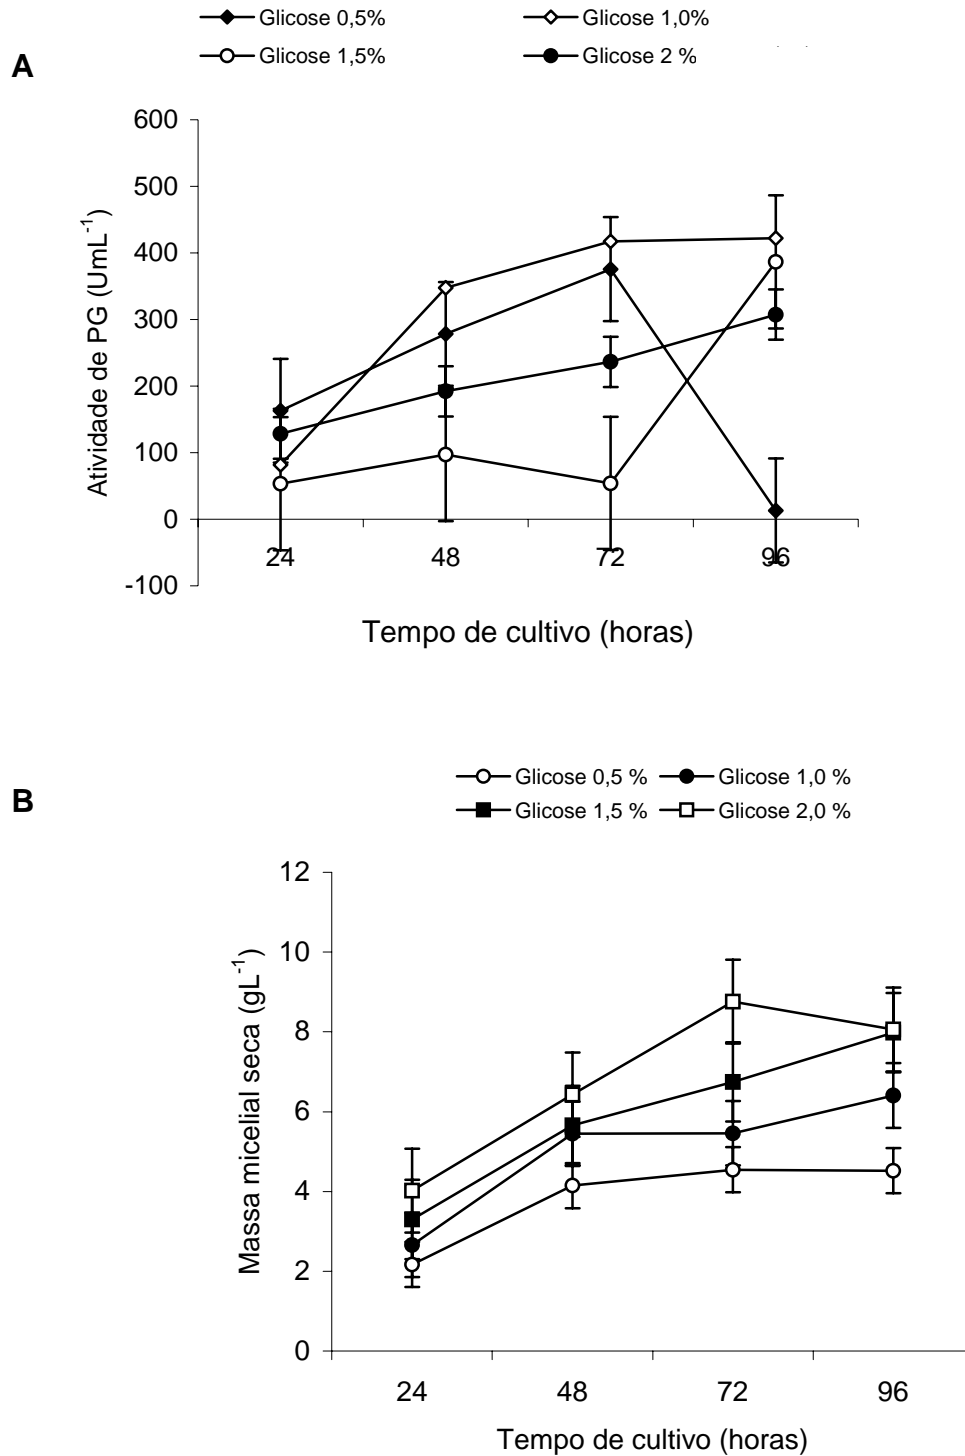 Glicose 0,5% Glicose 1,0%
Glicose 1,5% Glicose 2 %
A
600
500
400
300
200
100
0
-100
Atividade de PG (UmL⁻¹)
24 48 72 96
Tempo de cultivo (horas)
Glicose 0,5 % Glicose 1,0 %
B
Glicose 1,5 % Glicose 2,0 %
12
10
8
6
4
2
0
Massa micelial seca (gL⁻¹)
24 48 72 96
Tempo de cultivo (horas)